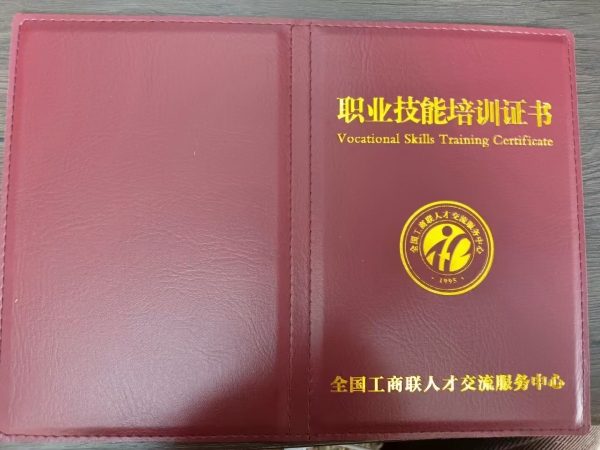 职业技能培训证书
Vocational Skills Training Certificate
全国工商联人才交流服务中心
· 1995 ·
全国工商联人才交流服务中心